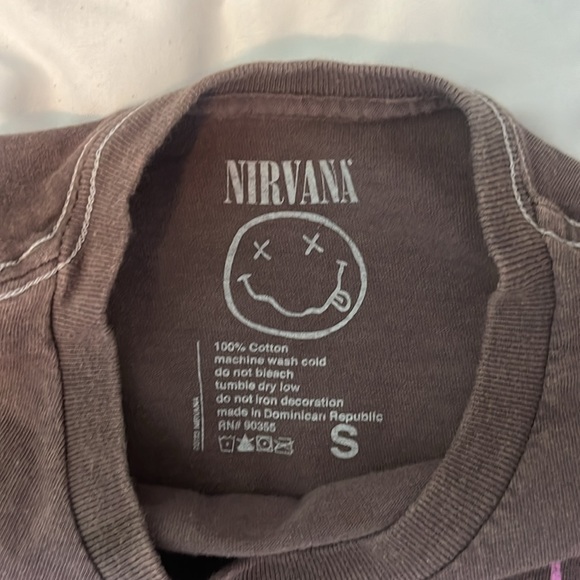 NIRVANA
100% Cotton
machine wash cold
do not bleach
tumble dry low
do not iron decoration
made in Dominican Republic
RN# 90355
S
NIRVANA